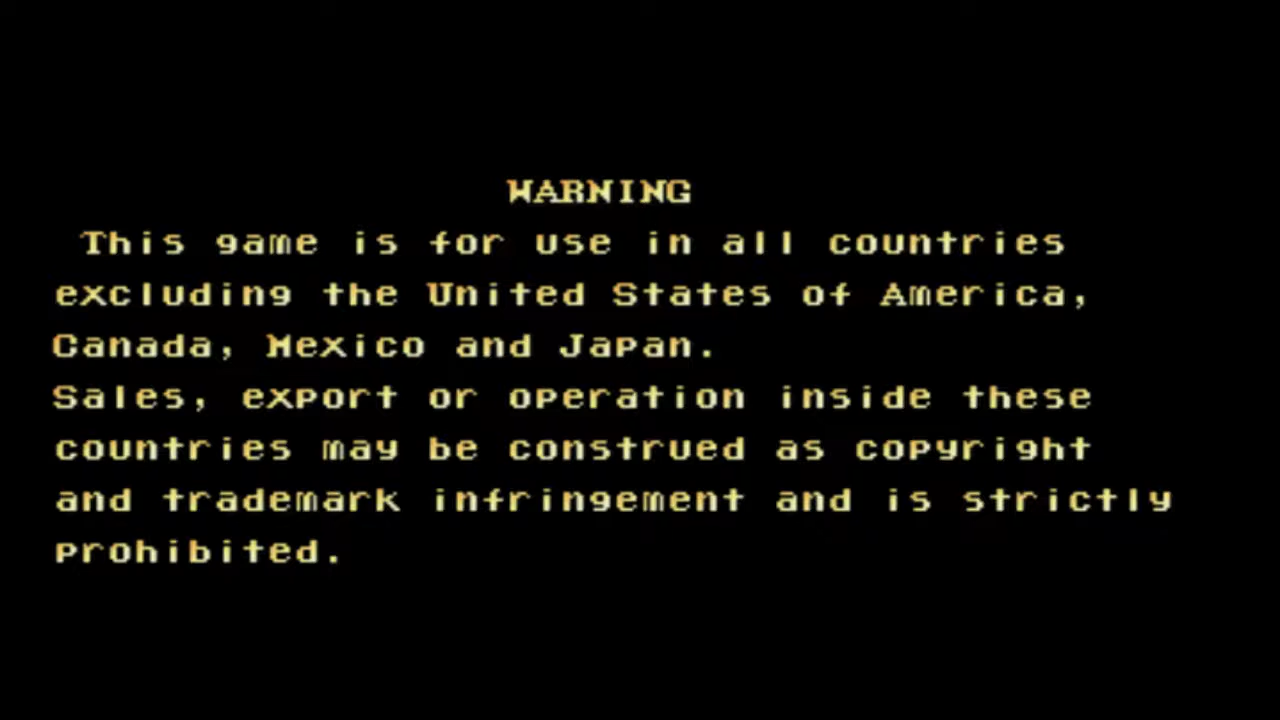 WARNING
This game is for use in all countries
excluding the United States of America,
Canada, Mexico and Japan.
Sales, export or operation inside these
countries may be construed as copyright
and trademark infringement and is strictly
prohibited.